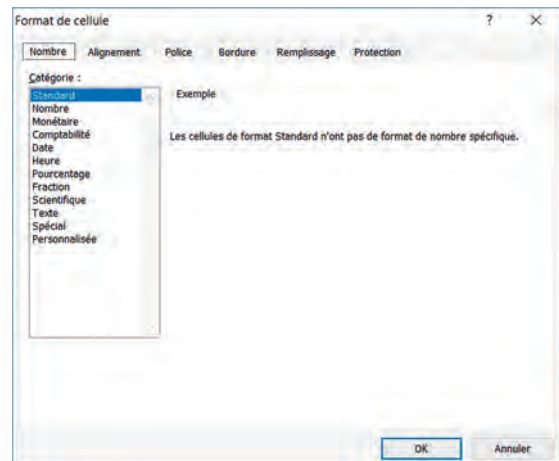 Format de cellule ? ×
Nombre Alignement Police Bordure Remplissage Protection
Catégorie :
Standard
Nombre
Monétaire
Comptabilité
Date
Heure
Pourcentage
Fraction
Scientifique
Texte
Spécial
Personnalisée
Exemple
Les cellules de format Standard n'ont pas de format de nombre spécifique.
OK Annuler